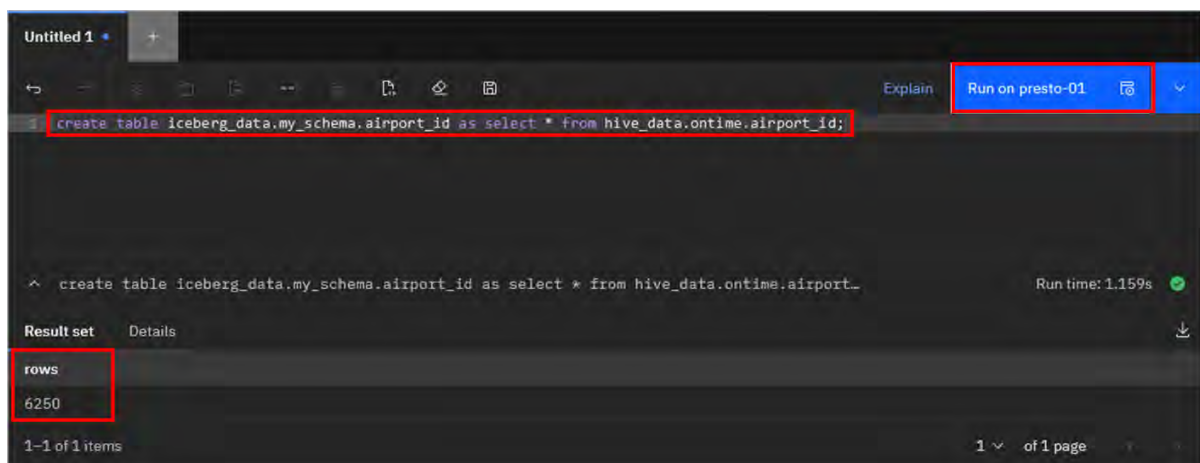 Untitled 1
Explain
Run on presto-01
1 create table iceberg_data.my_schema.airport_id as select * from hive_data.ontime.airport_id;
create table iceberg_data.my_schema.airport_id as select * from hive_data.ontime.airport…
Run time: 1.159s
Result set
Details
rows
6250
1–1 of 1 items
1
of 1 page